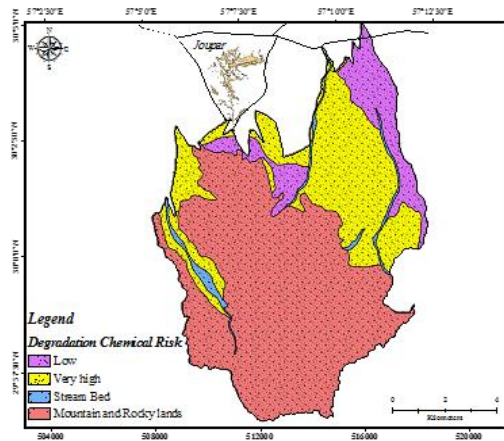 57°2'30"E 57°5'0"E 57°7'30"E 57°10'0"E 57°12'30"E
N
W E
S
Joupar
Legend
Degradation Chemical Risk
Low
Very high
Stream Bed
Mountain and Rocky lands
0 2 4
Kilometers
504000 508000 512000 516000 520000